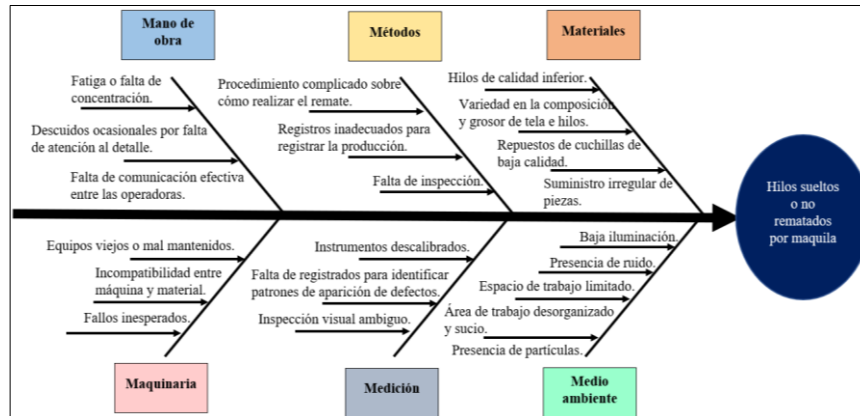 Mano de
obra
Métodos
Materiales
Fatiga o falta de
concentración.
Descuidos ocasionales por falta
de atención al detalle.
Falta de comunicación efectiva
entre las operadoras.
Procedimiento complicado sobre
cómo realizar el remate.
Registros inadecuados para
registrar la producción.
Falta de inspección.
Hilos de calidad inferior.
Variedad en la composición
y grosor de tela e hilos.
Repuestos de cuchillas de
baja calidad.
Suministro irregular de
piezas.
Hilos sueltos
o no
rematados
por maquila
Equipos viejos o mal mantenidos.
Incompatibilidad entre
máquina y material.
Fallos inesperados.
Instrumentos descalibrados.
Falta de registrados para identificar
patrones de aparición de defectos.
Inspección visual ambiguo.
Baja iluminación.
Presencia de ruido.
Espacio de trabajo limitado.
Área de trabajo desorganizado
y sucio.
Presencia de partículas.
Maquinaria
Medición
Medio
ambiente